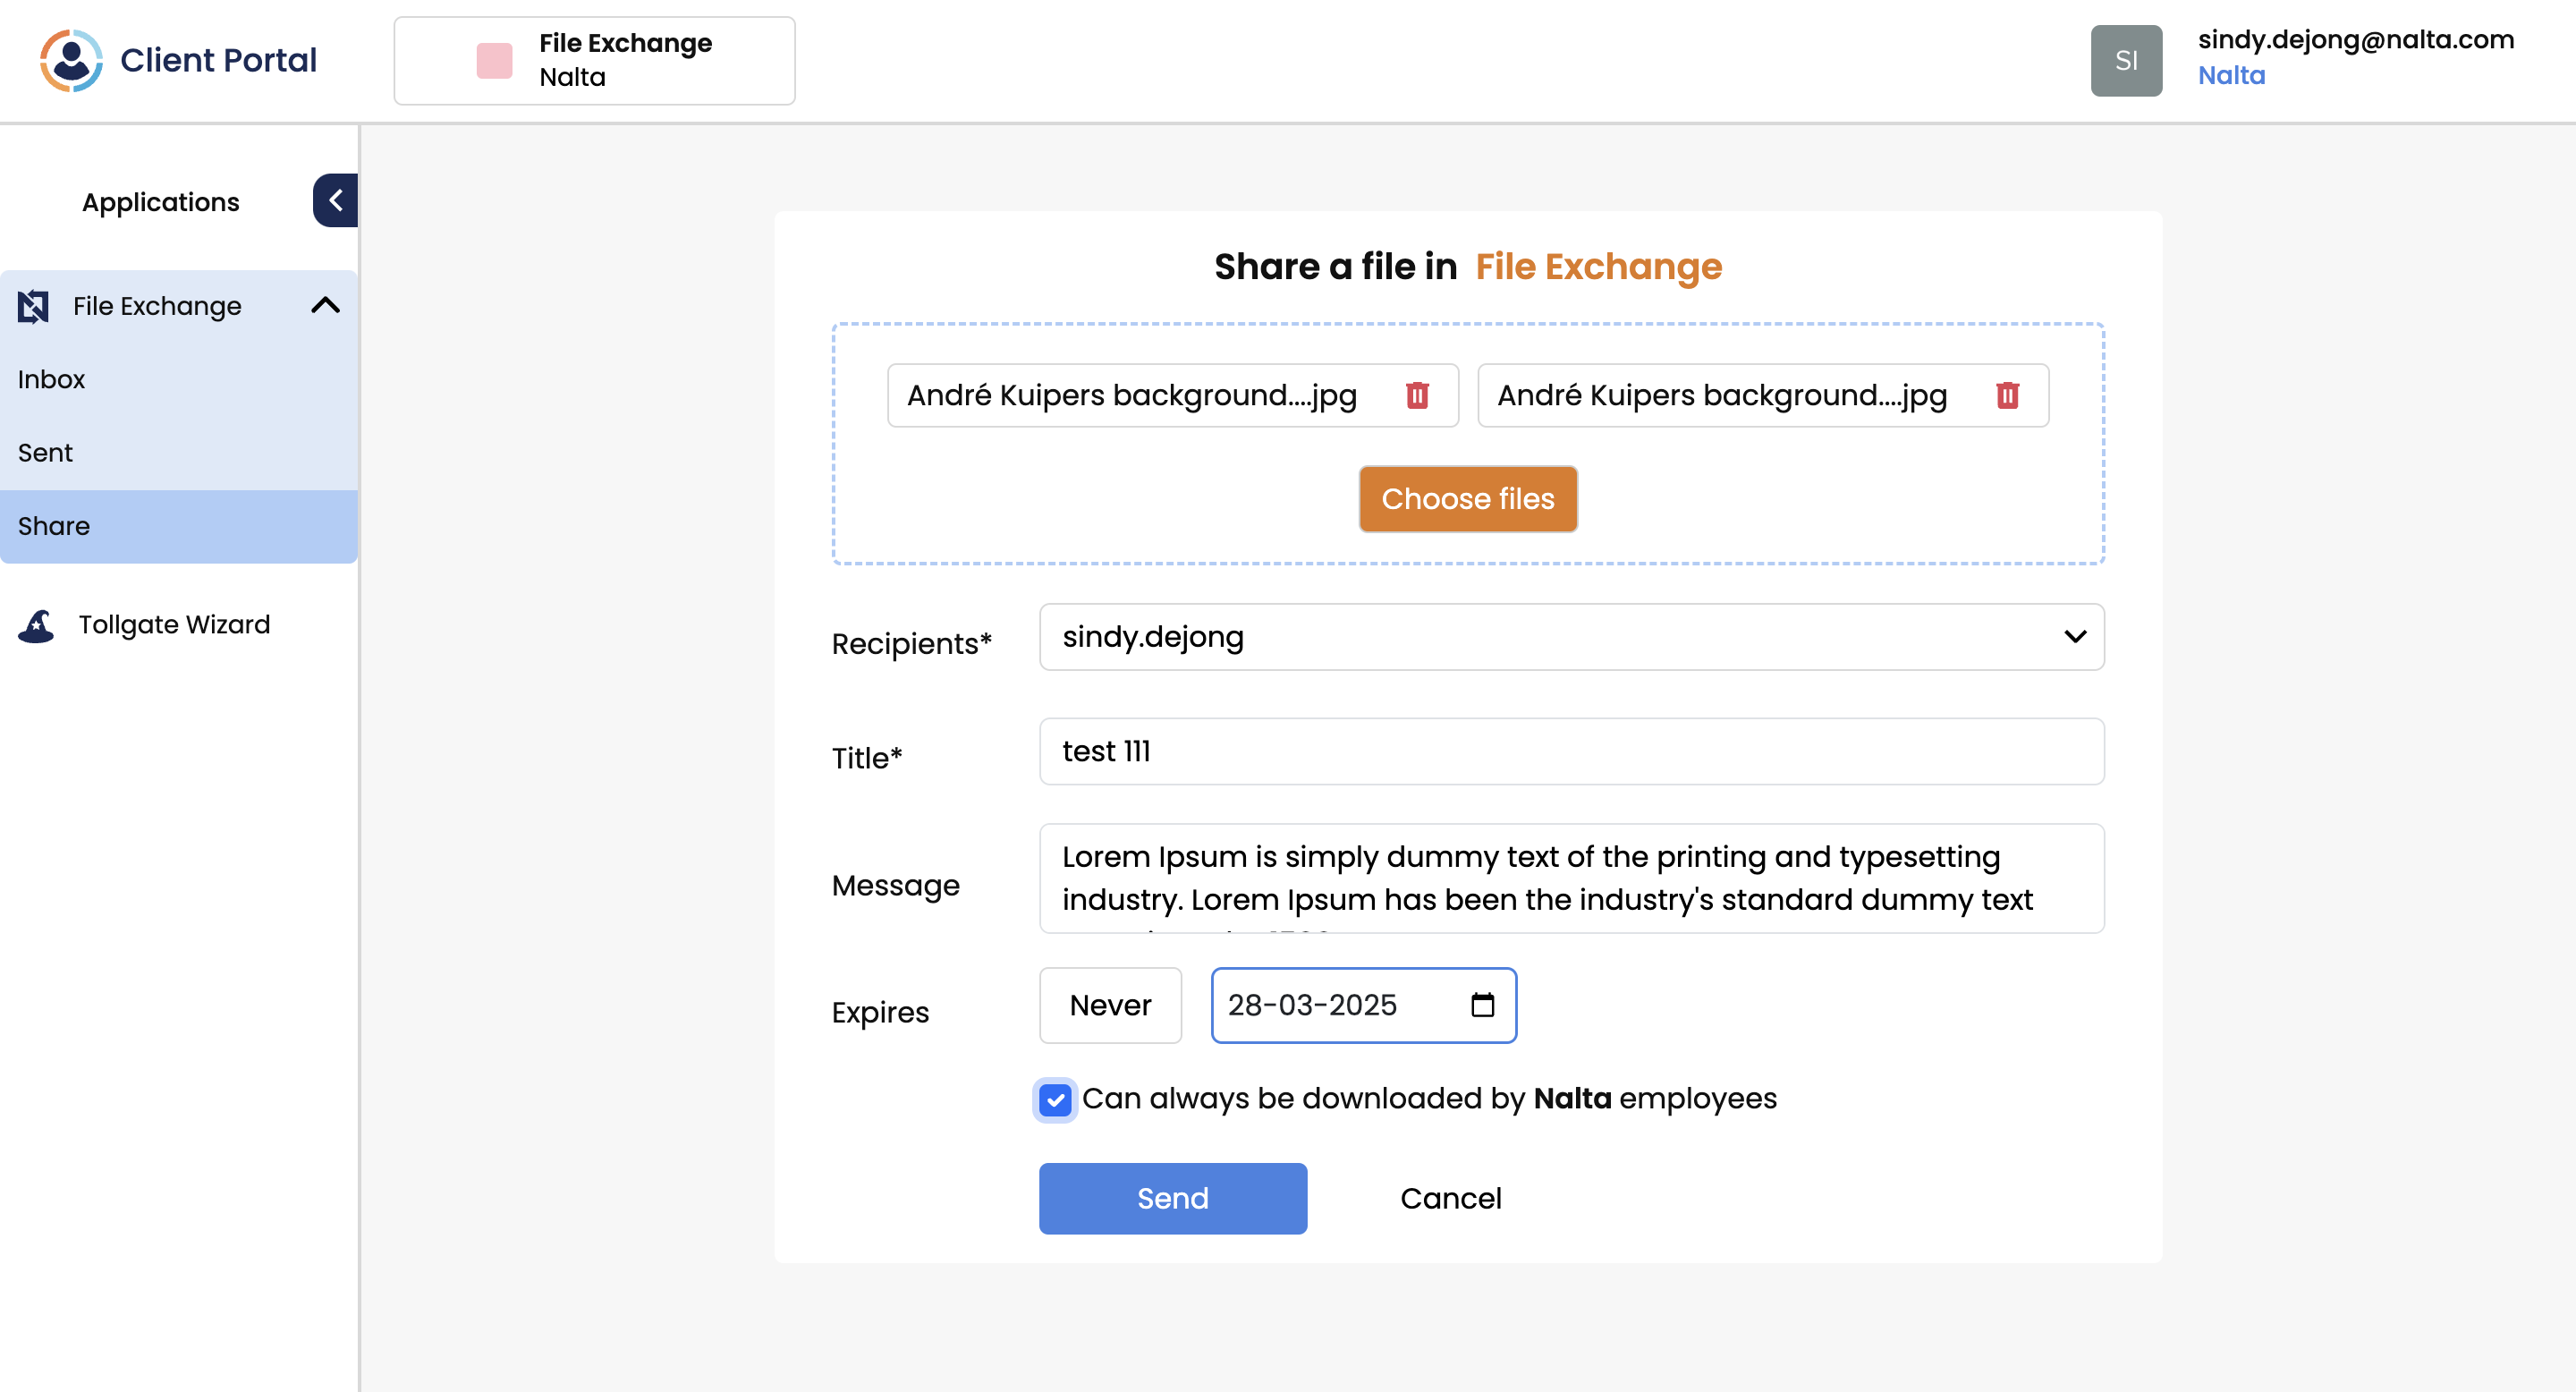 Client Portal
File Exchange
Nalta
SI
sindy.dejong@nalta.com
Nalta
Applications
File Exchange
Inbox
Sent
Share
Tollgate Wizard
Share a file in File Exchange
André Kuipers background....jpg
André Kuipers background....jpg
Choose files
Recipients*
sindy.dejong
Title*
test 111
Message
Lorem Ipsum is simply dummy text of the printing and typesetting
industry. Lorem Ipsum has been the industry's standard dummy text
Expires
Never
28-03-2025
Can always be downloaded by Nalta employees
Send
Cancel